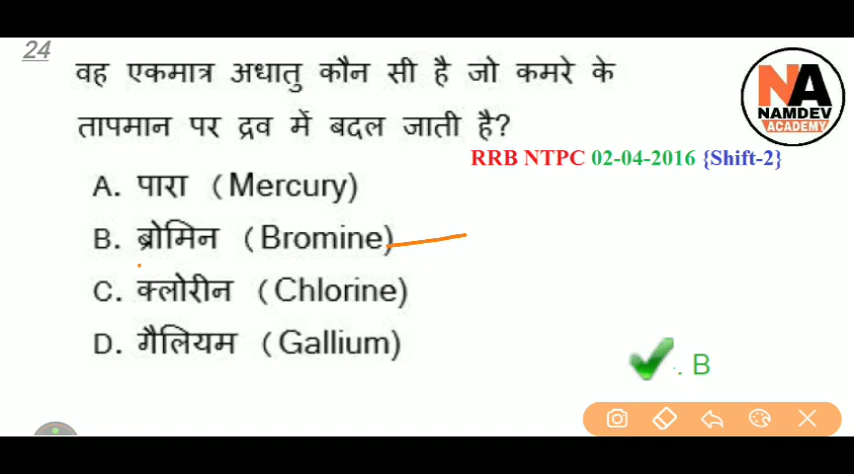 24
वह एकमात्र अधातु कौन सी है जो कमरे के
तापमान पर द्रव में बदल जाती है?
RRB NTPC 02-04-2016 {Shift-2}
A. पारा (Mercury)
B. ब्रोमिन (Bromine)
C. क्लोरीन (Chlorine)
D. गैलियम (Gallium)
. B
NA
NAMDEV
ACADEMY